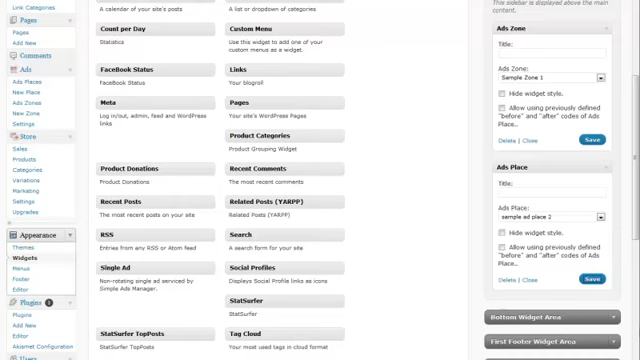 Link Categories
Pages
Pages
Add New
Comments
Ads
Ads Places
New Place
Ads Zones
New Zone
Settings
Store
Sales
Products
Categories
Variations
Marketing
Settings
Upgrades
Appearance
Themes
Widgets
Menus
Footer
Editor
Plugins 1
Plugins
Add New
Editor
Akismet Configuration
Users
A calendar of your site's posts
A list or dropdown of categories
Count per Day
Statistics
Custom Menu
Use this widget to add one of your
custom menus as a widget.
FaceBook Status
FaceBook Status
Links
Your blogroll
Meta
Log in/out, admin, feed and WordPress
links
Pages
Your site's WordPress Pages
Product Categories
Product Grouping Widget
Product Donations
Product Donations
Recent Comments
The most recent comments
Recent Posts
The most recent posts on your site
Related Posts (YARPP)
Related Posts (YARPP)
RSS
Entries from any RSS or Atom feed
Search
A search form for your site
Single Ad
Non-rotating single ad serviced by
Simple Ads Manager.
Social Profiles
Displays Social Profile links as icons
StatSurfer
StatSurfer
StatSurfer TopPosts
StatSurfer TopPosts
Tag Cloud
Your most used tags in cloud format
This sidebar is displayed above the main
content.
Ads Zone
Title:
Ads Zone:
Sample Zone 1
Hide widget style.
Allow using previously defined
"before" and "after" codes of Ads
Place..
Delete | Close
Save
Ads Place
Title:
Ads Place:
sample ad place 2
Hide widget style.
Allow using previously defined
"before" and "after" codes of Ads
Place..
Delete | Close
Save
Bottom Widget Area
First Footer Widget Area